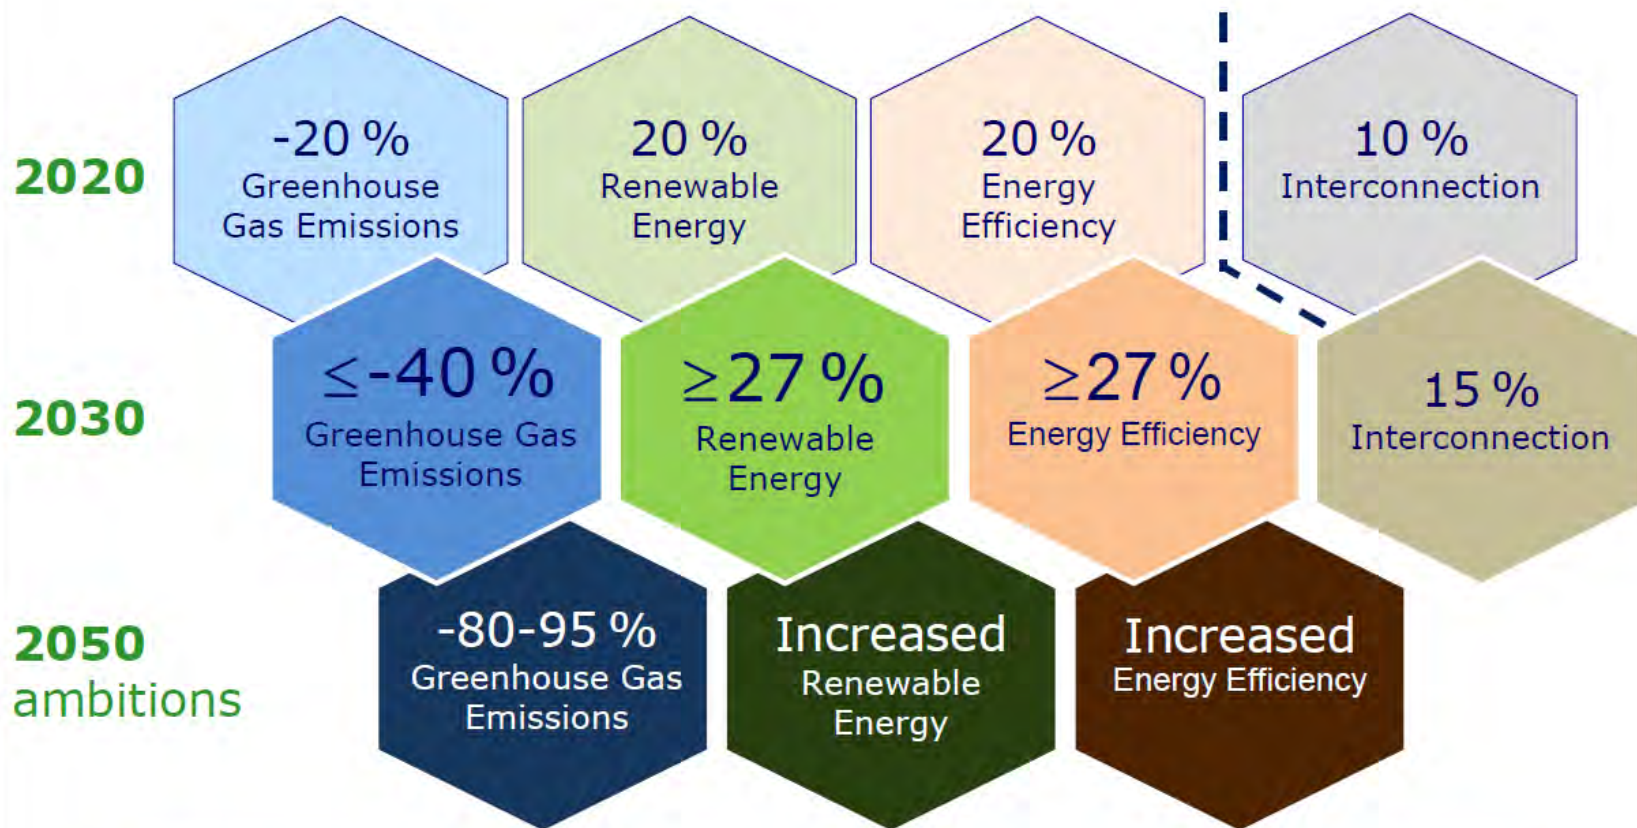 2020
-20 %
Greenhouse
Gas Emissions
20 %
Renewable
Energy
20 %
Energy
Efficiency
10 %
Interconnection
2030
≤-40 %
Greenhouse Gas
Emissions
≥27 %
Renewable
Energy
≥27 %
Energy Efficiency
15 %
Interconnection
2050
ambitions
-80-95 %
Greenhouse Gas
Emissions
Increased
Renewable
Energy
Increased
Energy Efficiency